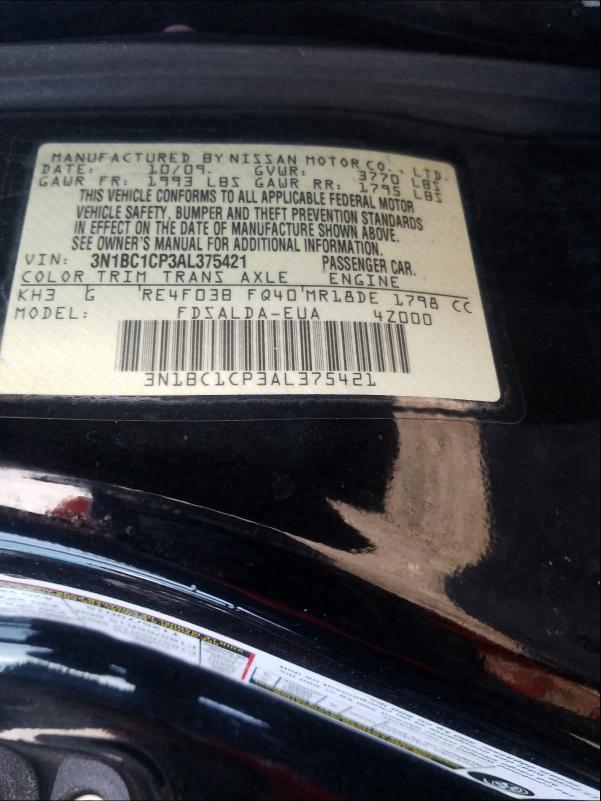 MANUFACTURED BY NISSAN MOTOR CO., LTD.
DATE: 10/09. GVWR: 3770 LBS
GAWR FR: 1993 LBS GAWR RR: 1795 LBS
THIS VEHICLE CONFORMS TO ALL APPLICABLE FEDERAL MOTOR
VEHICLE SAFETY, BUMPER AND THEFT PREVENTION STANDARDS
IN EFFECT ON THE DATE OF MANUFACTURE SHOWN ABOVE.
SEE OWNER'S MANUAL FOR ADDITIONAL INFORMATION.
VIN: 3N1BC1CP3AL375421 PASSENGER CAR.
COLOR TRIM TRANS AXLE ENGINE
KH3 G RE4F03B FQ40 MR18DE 1798 CC
MODEL: FDSALDA-EUA 4Z000
3N1BC1CP3AL375421